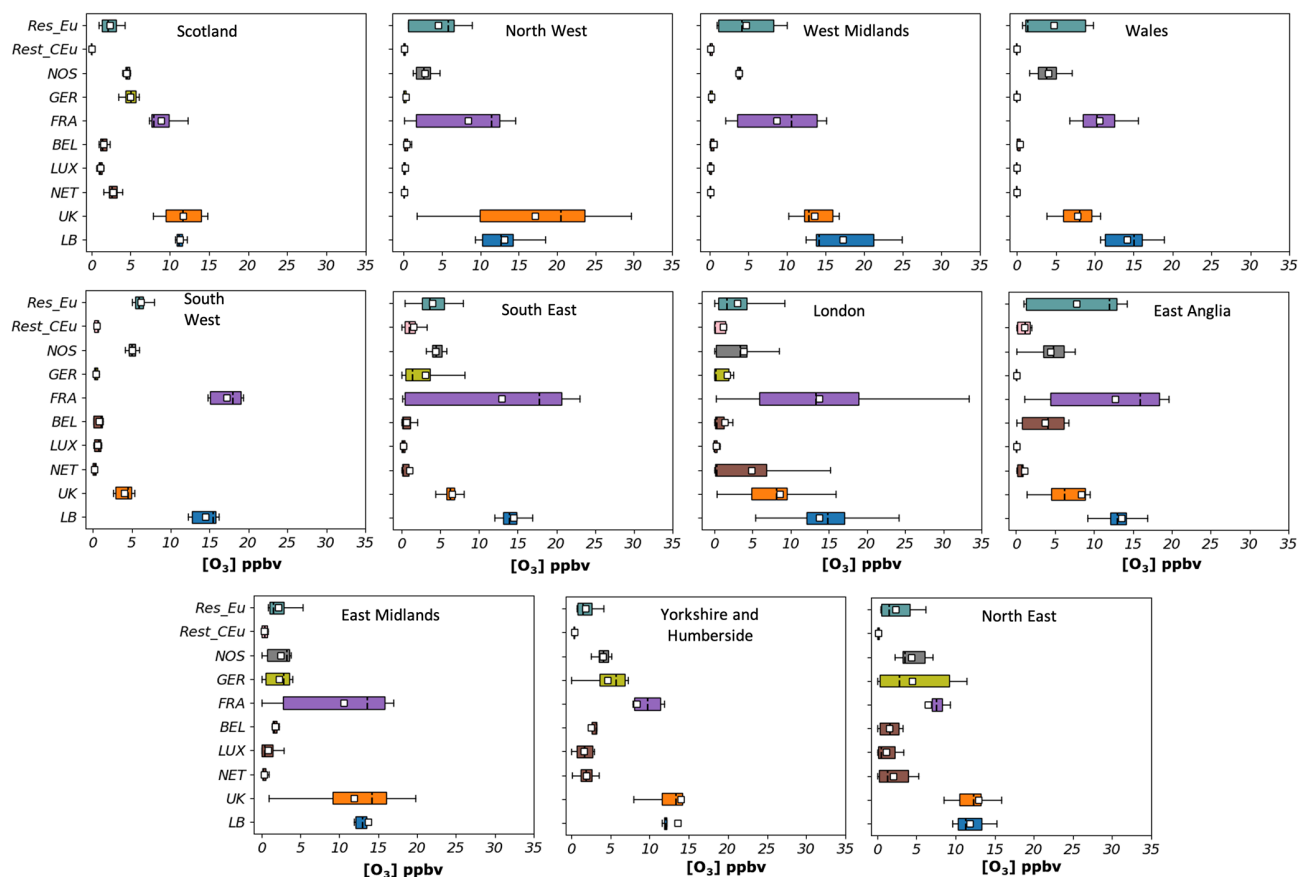 Scotland
North West
West Midlands
Wales
Res_Eu
Rest_CEu
NOS
GER
FRA
BEL
LUX
NET
UK
LB
0 5 10 15 20 25 30 35
0 5 10 15 20 25 30 35
0 5 10 15 20 25 30 35
0 5 10 15 20 25 30 35
South
West
South East
London
East Anglia
Res_Eu
Rest_CEu
NOS
GER
FRA
BEL
LUX
NET
UK
LB
0 5 10 15 20 25 30 35
0 5 10 15 20 25 30 35
0 5 10 15 20 25 30 35
0 5 10 15 20 25 30 35
[O₃] ppbv
[O₃] ppbv
[O₃] ppbv
[O₃] ppbv
East Midlands
Yorkshire and
Humberside
North East
Res_Eu
Rest_CEu
NOS
GER
FRA
BEL
LUX
NET
UK
LB
0 5 10 15 20 25 30 35
0 5 10 15 20 25 30 35
0 5 10 15 20 25 30 35
[O₃] ppbv
[O₃] ppbv
[O₃] ppbv